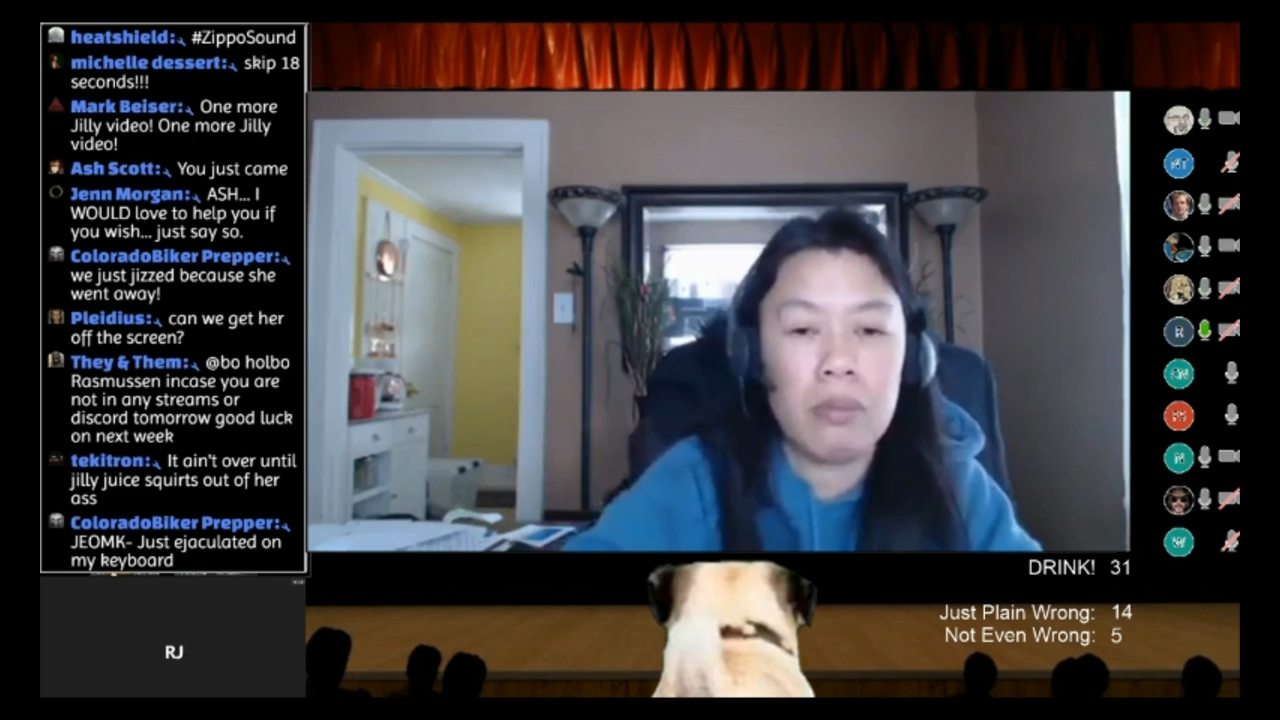 heatshield: #ZippoSound
michelle dessert: skip 18
seconds!!!
Mark Beiser: One more
Jilly video! One more Jilly
video!
Ash Scott: You just came
Jenn Morgan: ASH... I
WOULD love to help you if
you wish... just say so.
ColoradoBiker Prepper:
we just jizzed because she
went away!
Pleidius: can we get her
off the screen?
They & Them: @bo holbo
Rasmussen incase you are
not in any streams or
discord tomorrow good luck
on next week
tekitron: It ain't over until
jilly juice squirts out of her
ass
ColoradoBiker Prepper:
JEOMK- Just ejaculated on
my keyboard
RJ
DRINK! 31
Just Plain Wrong: 14
Not Even Wrong: 5